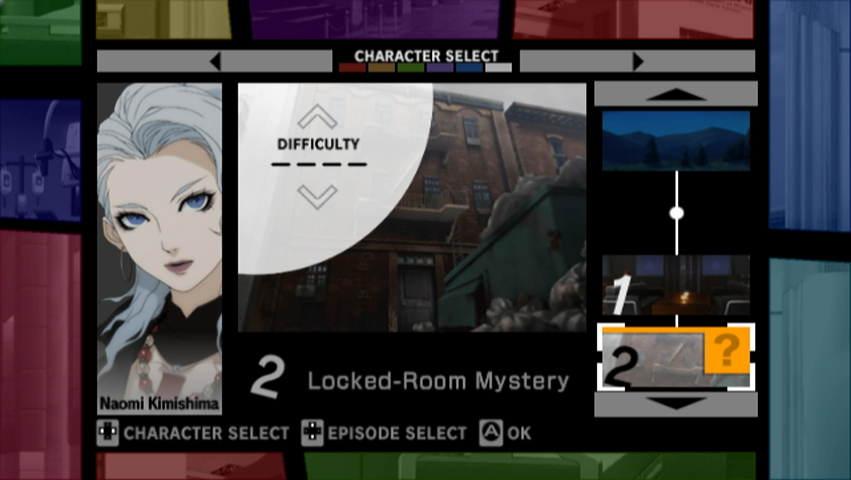 CHARACTER SELECT
DIFFICULTY
Naomi Kimishima
2 Locked-Room Mystery
1
2 ?
CHARACTER SELECT EPISODE SELECT A OK